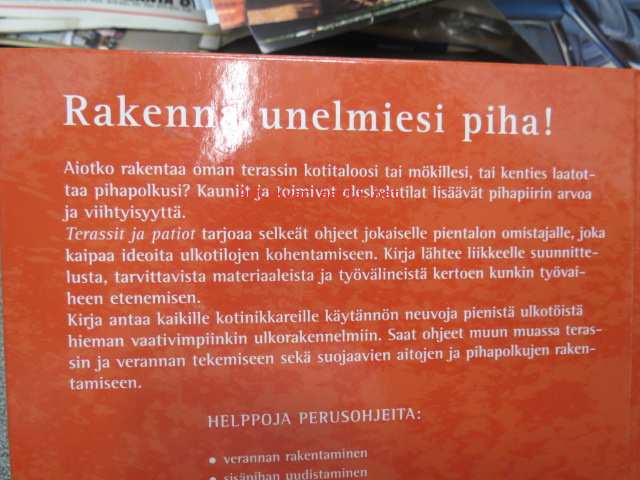 Rakenna unelmiesi piha!
Aiotko rakentaa oman terassin kotitaloosi tai mökillesi, tai kenties laatot-
taa pihapolkusi? Kauniit ja toimivat oleskelutilat lisäävät pihapiirin arvoa
ja viihtyisyyttä.
Terassit ja patiot tarjoaa selkeät ohjeet jokaiselle pientalon omistajalle, joka
kaipaa ideoita ulkotilojen kohentamiseen. Kirja lähtee liikkeelle suunnitte-
lusta, tarvittavista materiaaleista ja työvälineistä kertoen kunkin työvai-
heen etenemisen.
Kirja antaa kaikille kotinikkareille käytännön neuvoja pienistä ulkotöistä
hieman vaativimpiinkin ulkorakennelmiin. Saat ohjeet muun muassa teras-
sin ja verannan tekemiseen sekä suojaavien aitojen ja pihapolkujen raken-
tamiseen.
HELPPOJA PERUSOHJEITA:
• verannan rakentaminen
• sisäpihan uudistaminen